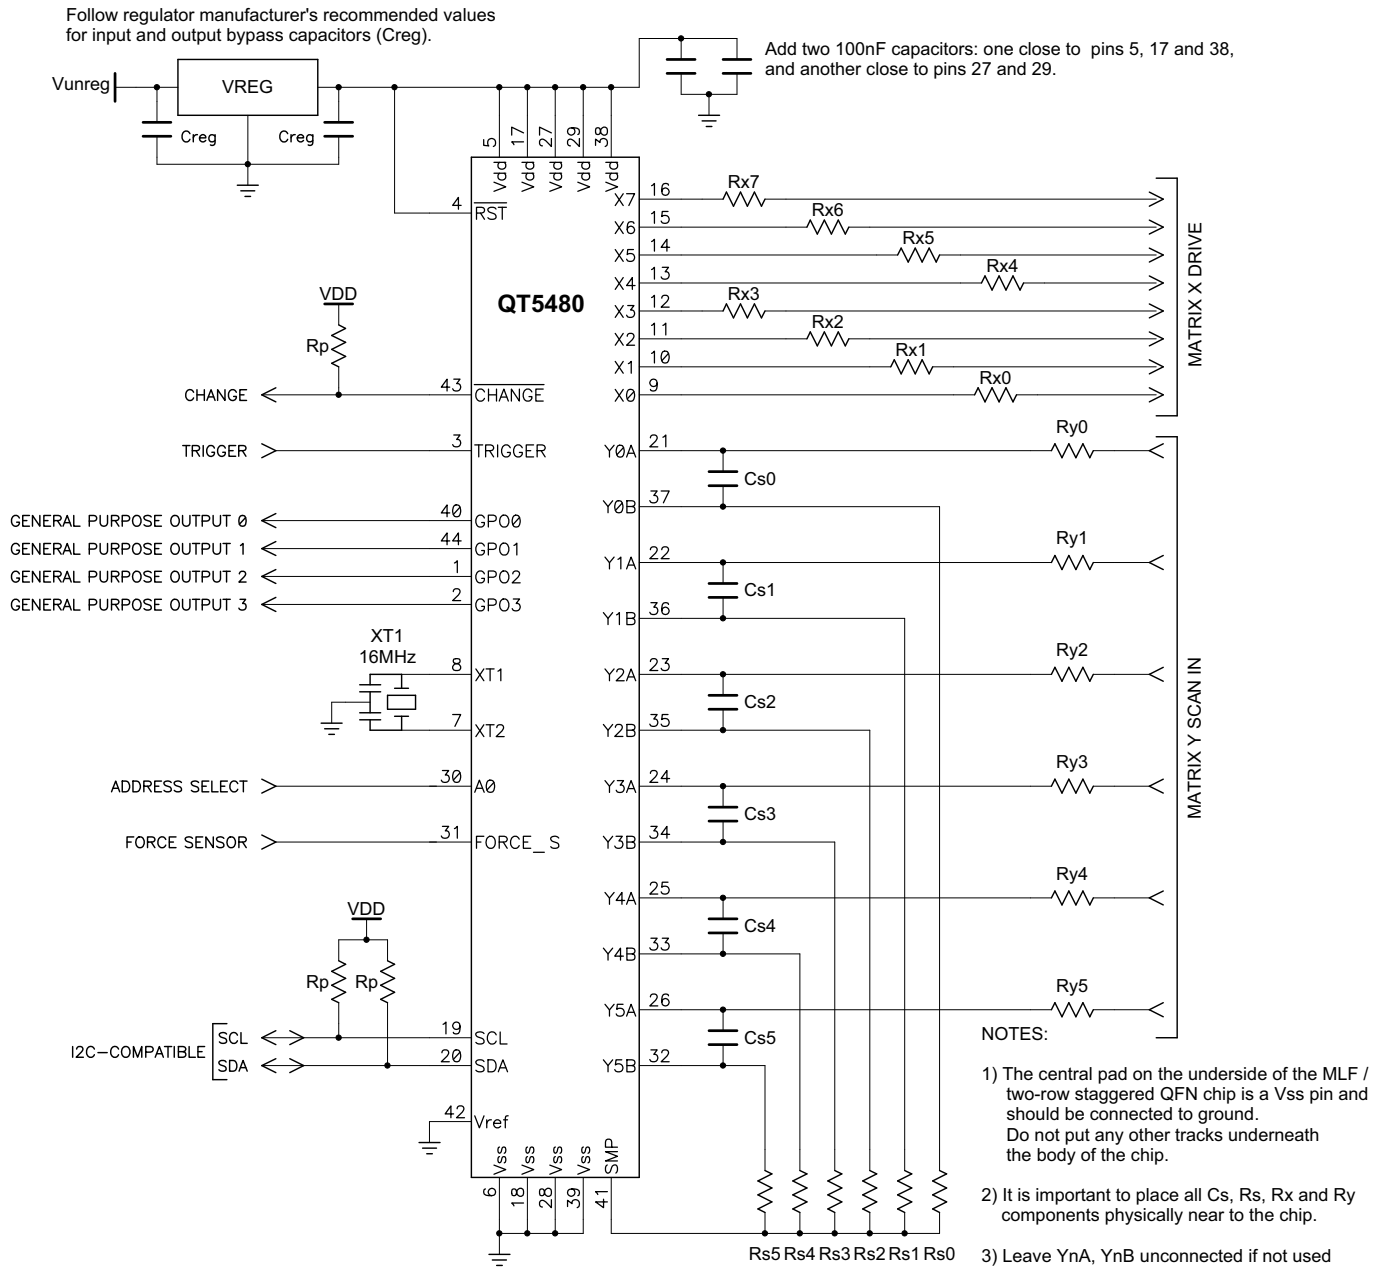 Follow regulator manufacturer's recommended values
for input and output bypass capacitors (Creg).
Vunreg
VREG
Creg
Creg
Add two 100nF capacitors: one close to pins 5, 17 and 38,
and another close to pins 27 and 29.
5 17 27 29 38
Vdd Vdd Vdd Vdd Vdd
4 RST
QT5480
VDD
Rp
CHANGE 43 CHANGE
TRIGGER 3 TRIGGER
GENERAL PURPOSE OUTPUT 0 40 GPO0
GENERAL PURPOSE OUTPUT 1 44 GPO1
GENERAL PURPOSE OUTPUT 2 1 GPO2
GENERAL PURPOSE OUTPUT 3 2 GPO3
XT1
16MHz
8 XT1
7 XT2
ADDRESS SELECT 30 A0
FORCE SENSOR 31 FORCE_S
VDD
Rp Rp
I2C-COMPATIBLE
SCL 19 SCL
SDA 20 SDA
42 Vref
Vss Vss Vss Vss SMP
6 18 28 39 41
X7 16 Rx7
X6 15 Rx6
X5 14 Rx5
X4 13 Rx4
X3 12 Rx3
X2 11 Rx2
X1 10 Rx1
X0 9 Rx0
MATRIX X DRIVE
Y0A 21 Ry0
Cs0
Y0B 37
Y1A 22 Ry1
Cs1
Y1B 36
Y2A 23 Ry2
Cs2
Y2B 35
Y3A 24 Ry3
Cs3
Y3B 34
Y4A 25 Ry4
Cs4
Y4B 33
Y5A 26 Ry5
Cs5
Y5B 32
MATRIX Y SCAN IN
Rs5 Rs4 Rs3 Rs2 Rs1 Rs0
NOTES:
1) The central pad on the underside of the MLF /
two-row staggered QFN chip is a Vss pin and
should be connected to ground.
Do not put any other tracks underneath
the body of the chip.
2) It is important to place all Cs, Rs, Rx and Ry
components physically near to the chip.
3) Leave YnA, YnB unconnected if not used